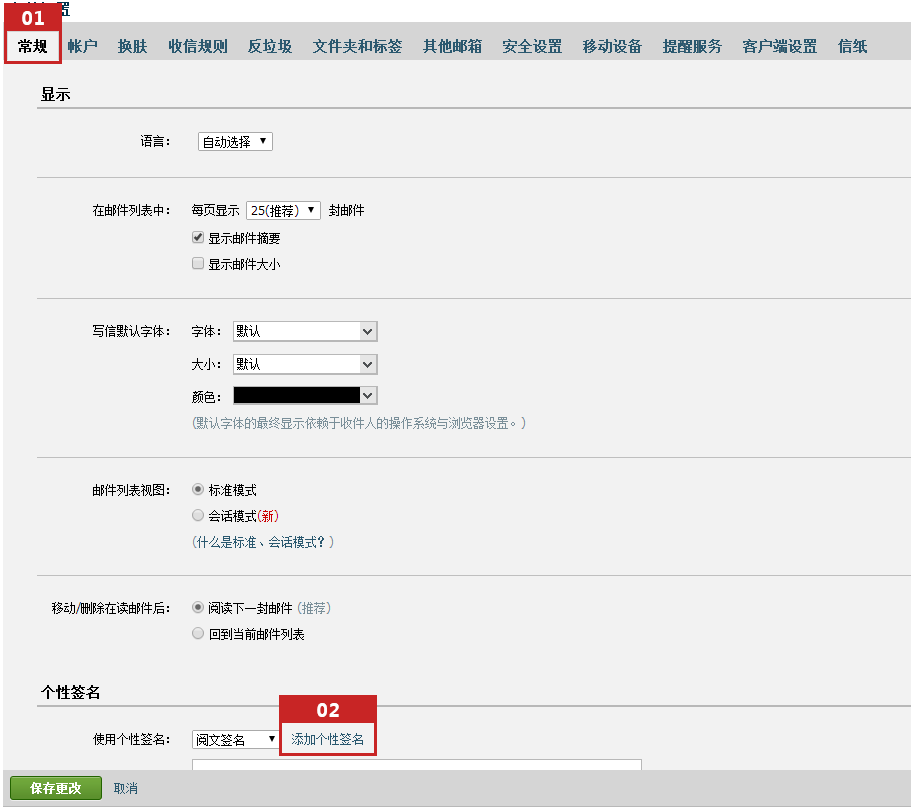 01
常规 帐户 换肤 收信规则 反垃圾 文件夹和标签 其他邮箱 安全设置 移动设备 提醒服务 客户端设置 信纸
显示
语言： 自动选择
在邮件列表中： 每页显示 25(推荐) 封邮件
显示邮件摘要
显示邮件大小
写信默认字体： 字体： 默认
大小： 默认
颜色：
(默认字体的最终显示依赖于收件人的操作系统与浏览器设置。)
邮件列表视图： 标准模式
会话模式(新)
(什么是标准、会话模式？)
移动/删除在读邮件后： 阅读下一封邮件 (推荐)
回到当前邮件列表
个性签名
02
使用个性签名： 阅文签名 添加个性签名
保存更改 取消